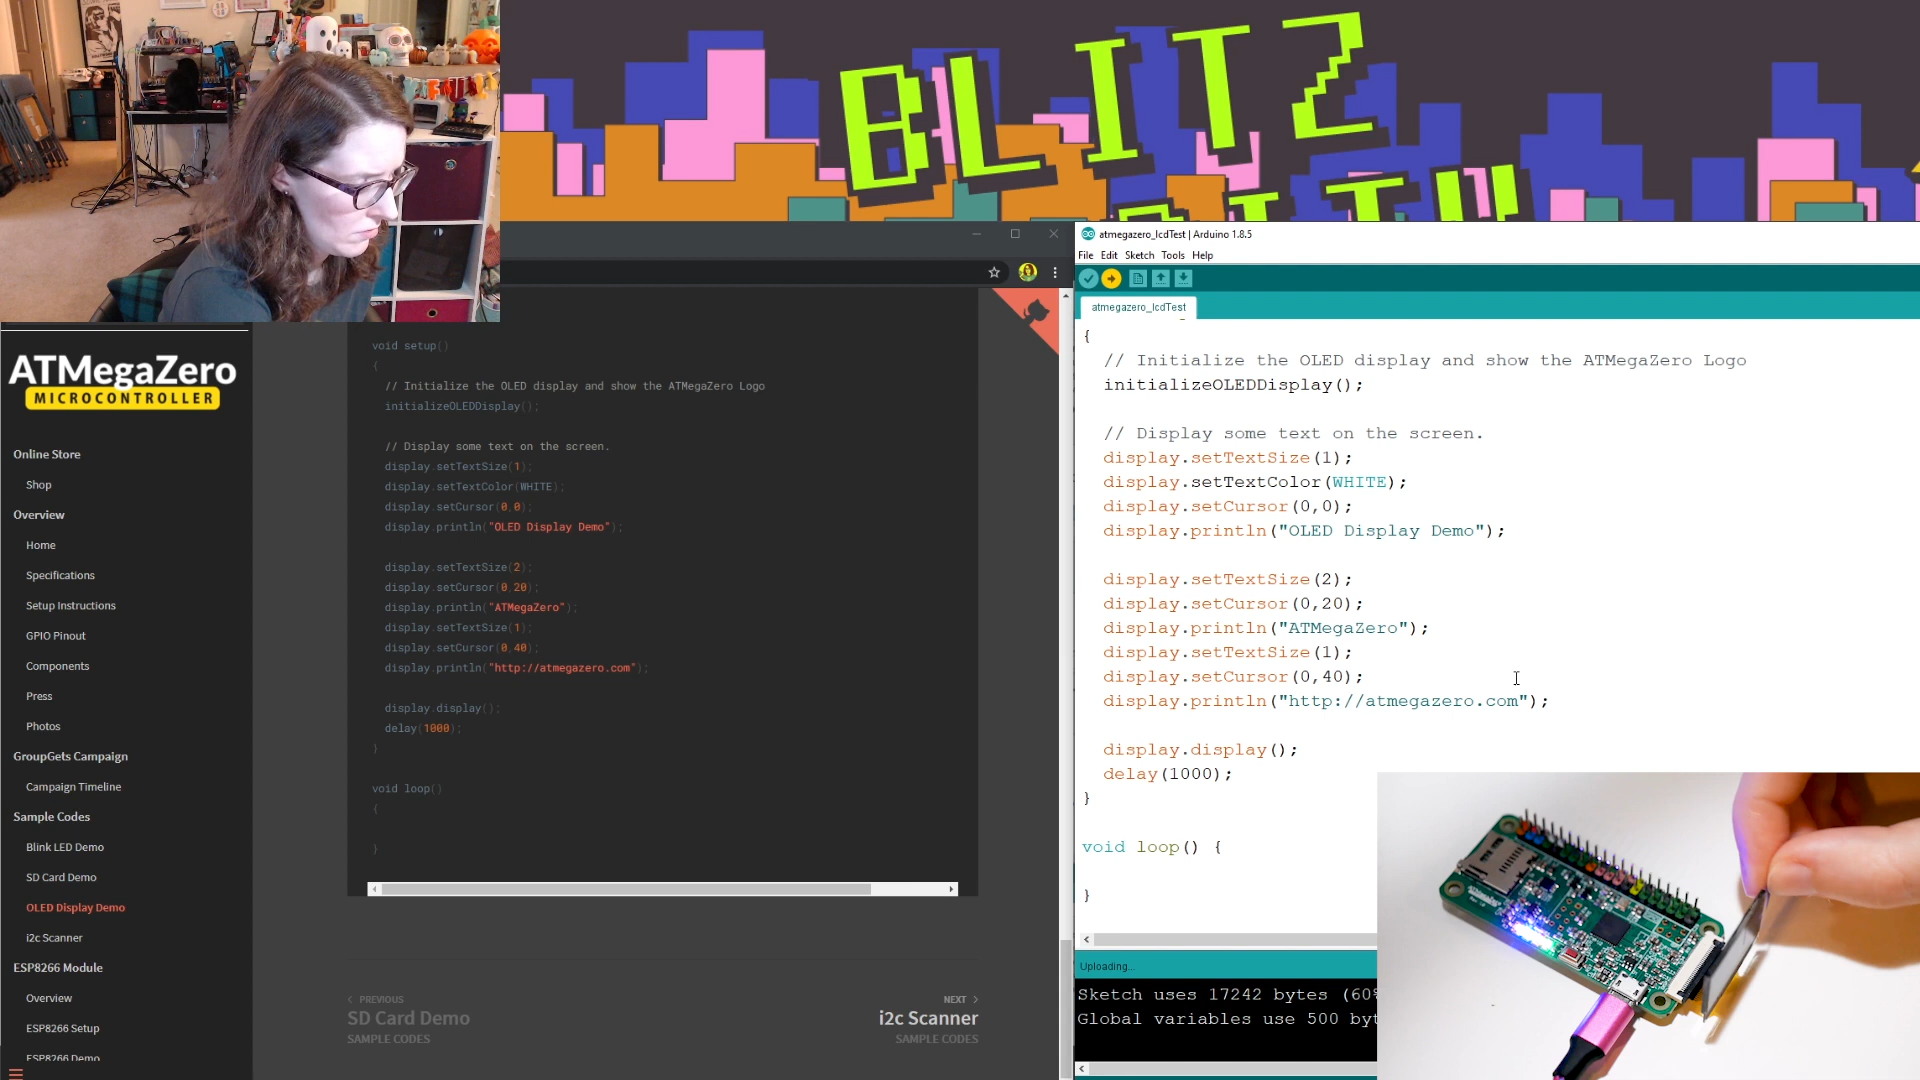 BLITZ
atmegazero_lcdTest | Arduino 1.8.5
File Edit Sketch Tools Help
atmegazero_lcdTest
ATMegaZero
MICROCONTROLLER
Online Store
Shop
Overview
Home
Specifications
Setup Instructions
GPIO Pinout
Components
Press
Photos
GroupGets Campaign
Campaign Timeline
Sample Codes
Blink LED Demo
SD Card Demo
OLED Display Demo
i2c Scanner
ESP8266 Module
Overview
ESP8266 Setup
ESP8266 Demo
void setup()
{
// Initialize the OLED display and show the ATMegaZero Logo
initializeOLEDDisplay();
// Display some text on the screen.
display.setTextSize(1);
display.setTextColor(WHITE);
display.setCursor(0,0);
display.println("OLED Display Demo");
display.setTextSize(2);
display.setCursor(0,20);
display.println("ATMegaZero");
display.setTextSize(1);
display.setCursor(0,40);
display.println("http://atmegazero.com");
display.display();
delay(1000);
}
void loop()
{
}
PREVIOUS
SD Card Demo
SAMPLE CODES
NEXT
i2c Scanner
SAMPLE CODES
{
// Initialize the OLED display and show the ATMegaZero Logo
initializeOLEDDisplay();
// Display some text on the screen.
display.setTextSize(1);
display.setTextColor(WHITE);
display.setCursor(0,0);
display.println("OLED Display Demo");
display.setTextSize(2);
display.setCursor(0,20);
display.println("ATMegaZero");
display.setTextSize(1);
display.setCursor(0,40);
display.println("http://atmegazero.com");
display.display();
delay(1000);
}
void loop() {
}
Uploading...
Sketch uses 17242 bytes (60%
Global variables use 500 byt